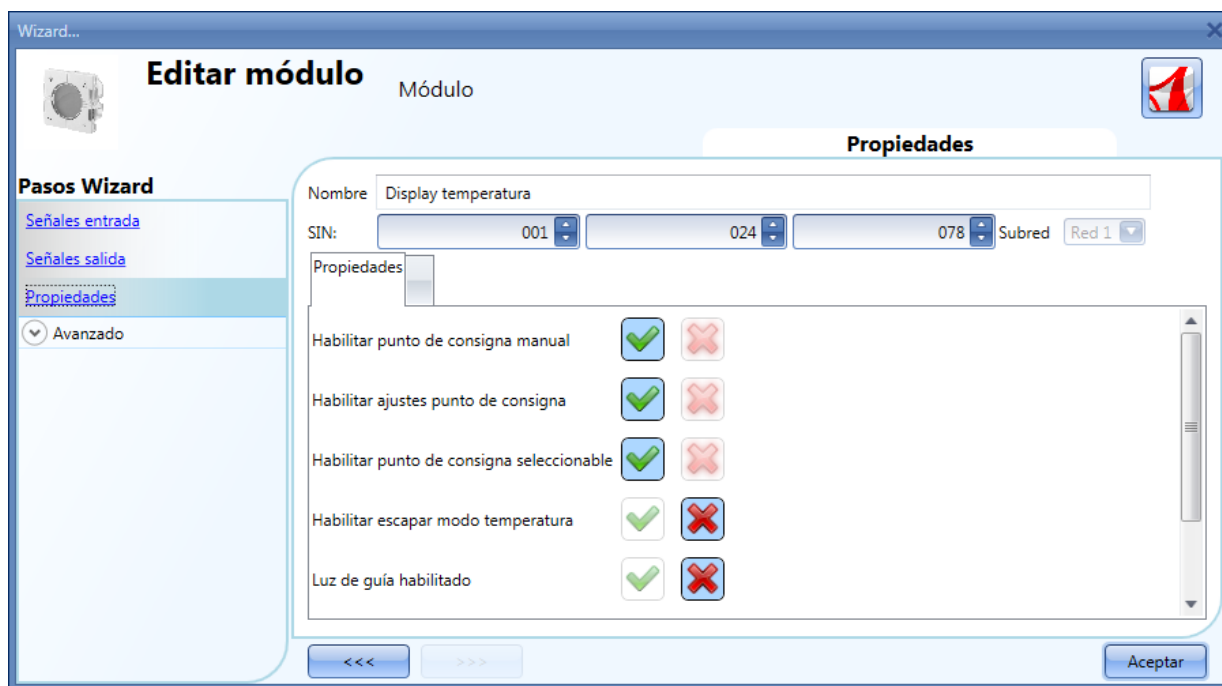 Wizard...
Editar módulo
Módulo
Propiedades
Pasos Wizard
Señales entrada
Señales salida
Propiedades
Avanzado
Nombre Display temperatura
SIN: 001 024 078 Subred Red 1
Propiedades
Habilitar punto de consigna manual
Habilitar ajustes punto de consigna
Habilitar punto de consigna seleccionable
Habilitar escapar modo temperatura
Luz de guía habilitado
<<< >>> Aceptar